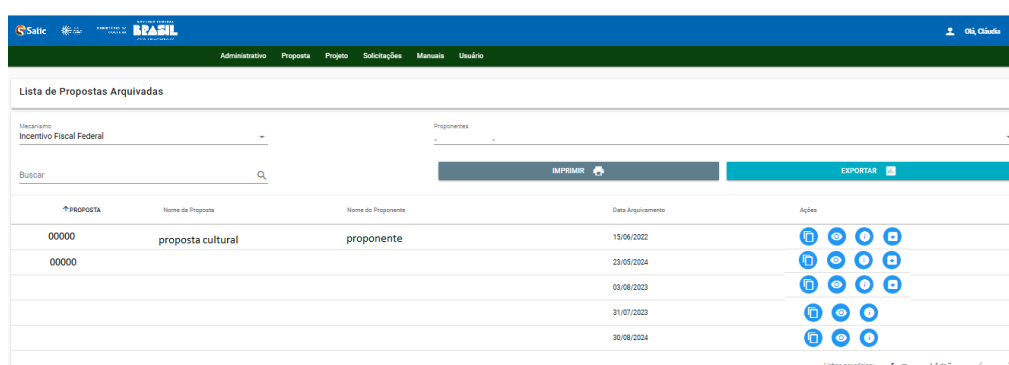 Salic BRASIL Olá, Cláudia
Administrativo Proposta Projeto Solicitações Manuais Usuário
Lista de Propostas Arquivadas
Mecanismo Proponentes
Incentivo Fiscal Federal - -
Buscar IMPRIMIR EXPORTAR
PROPOSTA Nome da Proposta Nome do Proponente Data Arquivamento Ações
00000 proposta cultural proponente 15/06/2022
00000 23/05/2024
03/08/2023
31/07/2023
30/08/2024